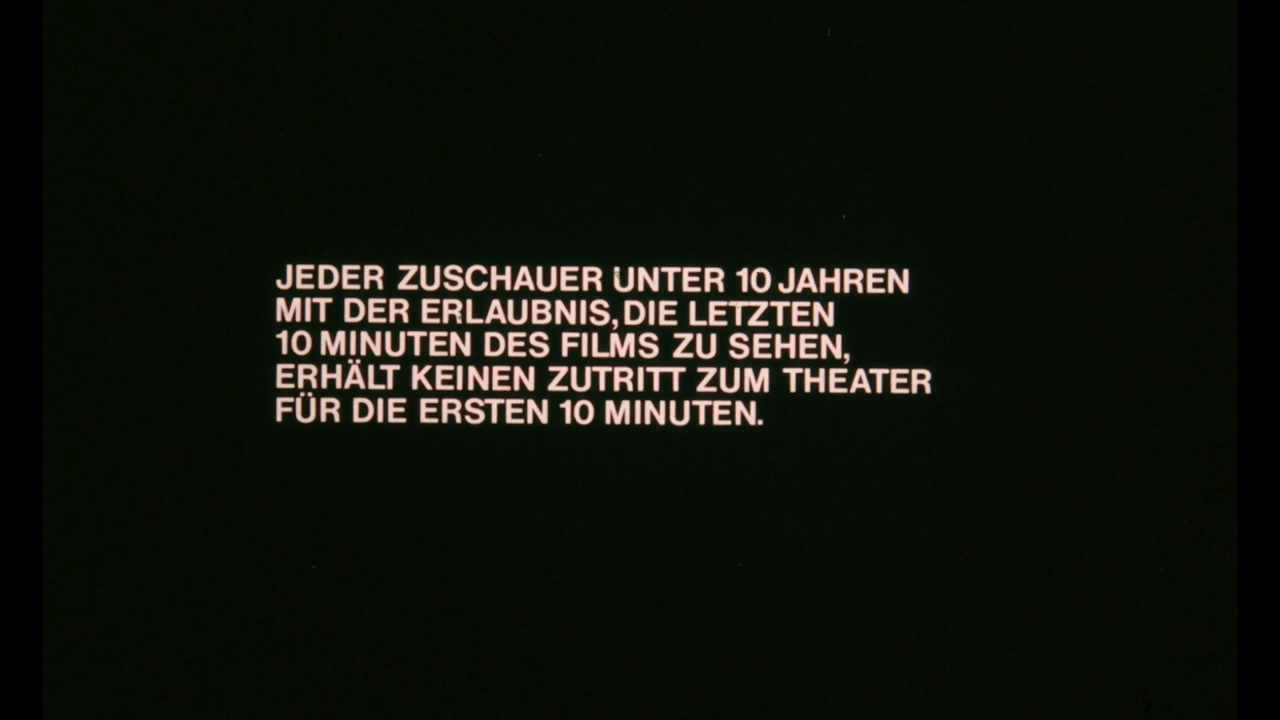 JEDER ZUSCHAUER UNTER 10 JAHREN
MIT DER ERLAUBNIS, DIE LETZTEN
10 MINUTEN DES FILMS ZU SEHEN,
ERHÄLT KEINEN ZUTRITT ZUM THEATER
FÜR DIE ERSTEN 10 MINUTEN.